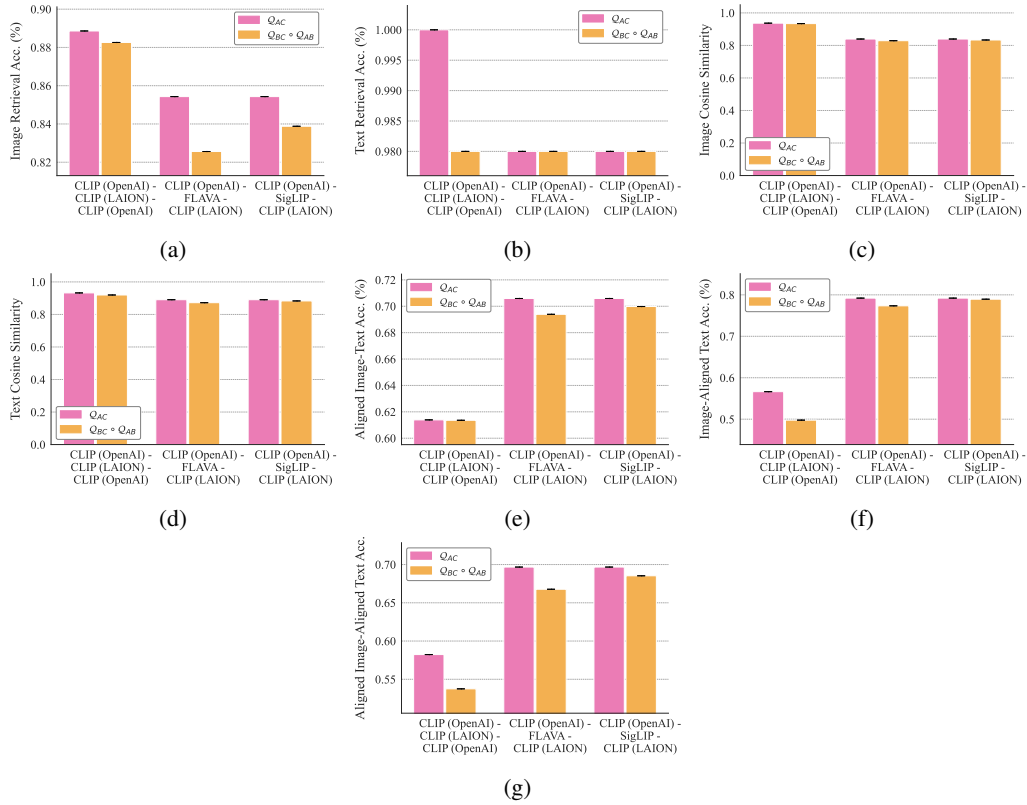 Image Retrieval Acc. (%)
0.90
0.88
0.86
0.84
0.82
Q_AC
Q_BC ∘ Q_AB
CLIP (OpenAI) -
CLIP (LAION) -
CLIP (OpenAI)
CLIP (OpenAI) -
FLAVA -
CLIP (LAION)
CLIP (OpenAI) -
SigLIP -
CLIP (LAION)
(a)
Text Retrieval Acc. (%)
1.000
0.995
0.990
0.985
0.980
Q_AC
Q_BC ∘ Q_AB
CLIP (OpenAI) -
CLIP (LAION) -
CLIP (OpenAI)
CLIP (OpenAI) -
FLAVA -
CLIP (LAION)
CLIP (OpenAI) -
SigLIP -
CLIP (LAION)
(b)
Image Cosine Similarity
1.0
0.8
0.6
0.4
0.2
0.0
Q_AC
Q_BC ∘ Q_AB
CLIP (OpenAI) -
CLIP (LAION) -
CLIP (OpenAI)
CLIP (OpenAI) -
FLAVA -
CLIP (LAION)
CLIP (OpenAI) -
SigLIP -
CLIP (LAION)
(c)
Text Cosine Similarity
1.0
0.8
0.6
0.4
0.2
0.0
Q_AC
Q_BC ∘ Q_AB
CLIP (OpenAI) -
CLIP (LAION) -
CLIP (OpenAI)
CLIP (OpenAI) -
FLAVA -
CLIP (LAION)
CLIP (OpenAI) -
SigLIP -
CLIP (LAION)
(d)
Aligned Image-Text Acc. (%)
0.70
0.68
0.66
0.64
0.62
0.60
Q_AC
Q_BC ∘ Q_AB
CLIP (OpenAI) -
CLIP (LAION) -
CLIP (OpenAI)
CLIP (OpenAI) -
FLAVA -
CLIP (LAION)
CLIP (OpenAI) -
SigLIP -
CLIP (LAION)
(e)
Image-Aligned Text Acc. (%)
0.8
0.7
0.6
0.5
Q_AC
Q_BC ∘ Q_AB
CLIP (OpenAI) -
CLIP (LAION) -
CLIP (OpenAI)
CLIP (OpenAI) -
FLAVA -
CLIP (LAION)
CLIP (OpenAI) -
SigLIP -
CLIP (LAION)
(f)
Aligned Image-Aligned Text Acc.
0.70
0.65
0.60
0.55
Q_AC
Q_BC ∘ Q_AB
CLIP (OpenAI) -
CLIP (LAION) -
CLIP (OpenAI)
CLIP (OpenAI) -
FLAVA -
CLIP (LAION)
CLIP (OpenAI) -
SigLIP -
CLIP (LAION)
(g)